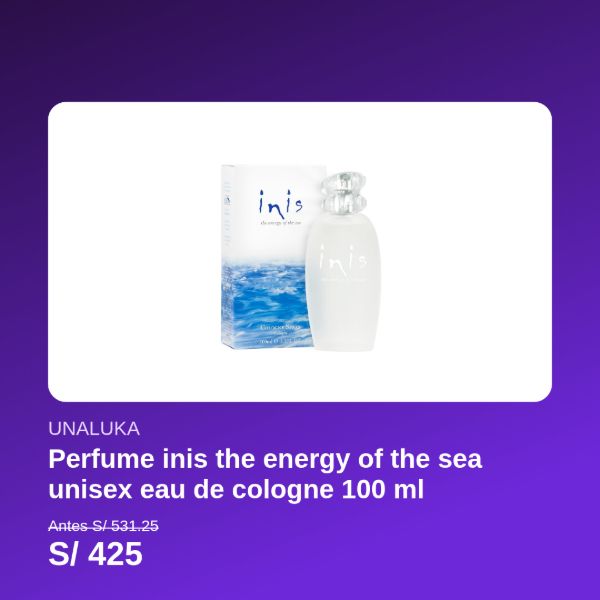 inis
the energy of the sea
inis
UNALUKA
Perfume inis the energy of the sea
unisex eau de cologne 100 ml
Antes S/ 531.25
S/ 425